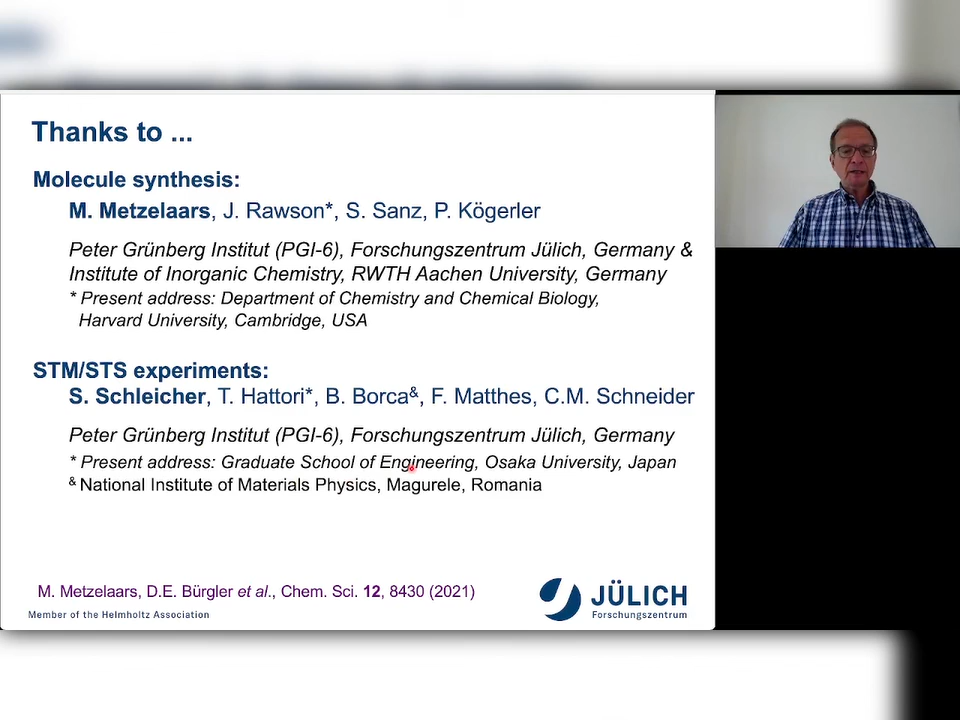 Thanks to ...
Molecule synthesis:
M. Metzelaars, J. Rawson*, S. Sanz, P. Kögerler
Peter Grünberg Institut (PGI-6), Forschungszentrum Jülich, Germany &
Institute of Inorganic Chemistry, RWTH Aachen University, Germany
* Present address: Department of Chemistry and Chemical Biology,
Harvard University, Cambridge, USA
STM/STS experiments:
S. Schleicher, T. Hattori*, B. Borca&, F. Matthes, C.M. Schneider
Peter Grünberg Institut (PGI-6), Forschungszentrum Jülich, Germany
* Present address: Graduate School of Engineering, Osaka University, Japan
& National Institute of Materials Physics, Magurele, Romania
M. Metzelaars, D.E. Bürgler et al., Chem. Sci. 12, 8430 (2021)
Member of the Helmholtz Association
JÜLICH
Forschungszentrum